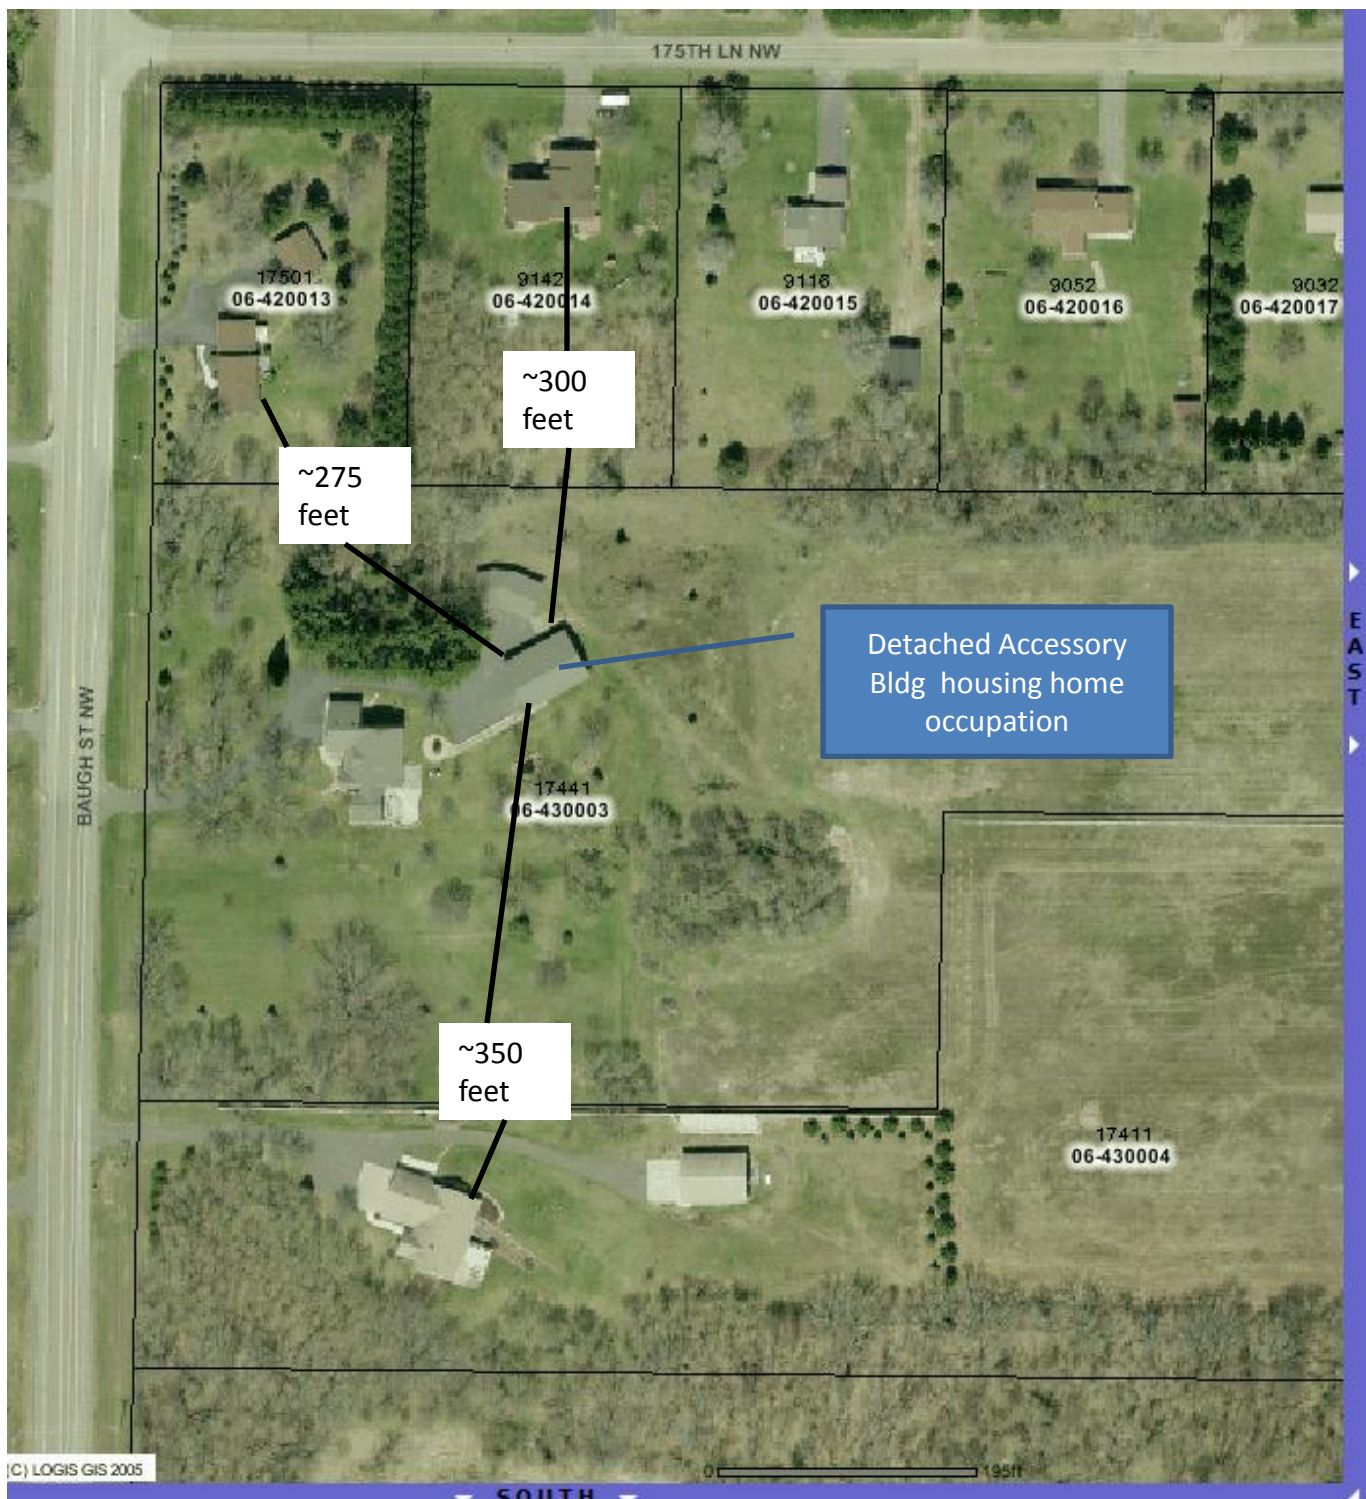 175TH LN NW
17501
06-420013
9142
06-420014
9116
06-420015
9052
06-420016
9032
06-420017
~300
feet
~275
feet
EAST
Detached Accessory
Bldg housing home
occupation
BAUGH ST NW
17441
06-430003
~350
feet
17411
06-430004
(C) LOGIS GIS 2005
0
195ft
SOUTH